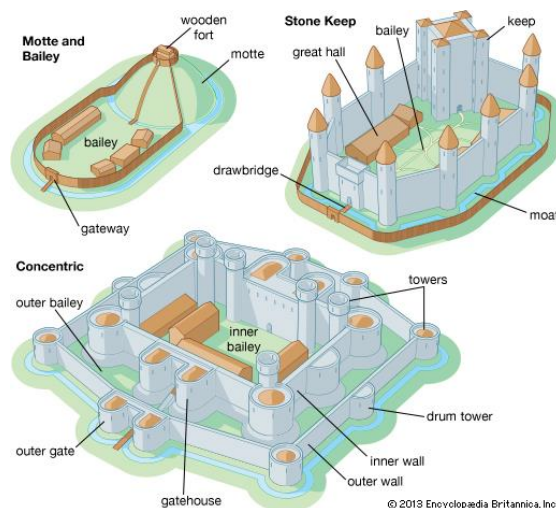 Motte and
Bailey
wooden
fort
motte
bailey
gateway
Stone Keep
bailey
keep
great hall
drawbridge
moat
Concentric
outer bailey
inner
bailey
towers
drum tower
outer gate
inner wall
outer wall
gatehouse
© 2013 Encyclopædia Britannica, Inc.